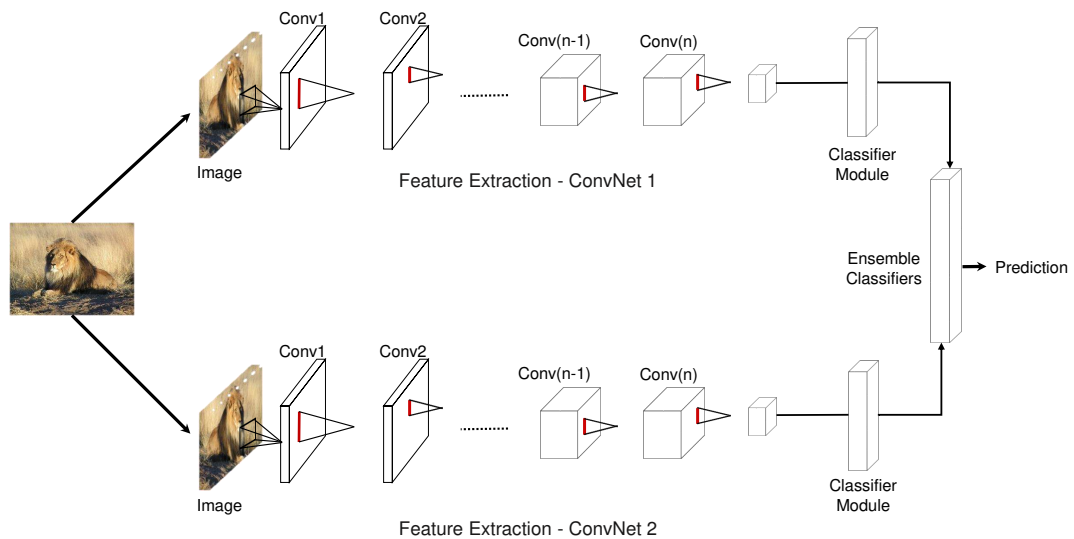 Conv1
Conv2
Conv(n-1)
Conv(n)
Image
Classifier
Module
Feature Extraction - ConvNet 1
Ensemble
Classifiers
Prediction
Conv1
Conv2
Conv(n-1)
Conv(n)
Image
Classifier
Module
Feature Extraction - ConvNet 2